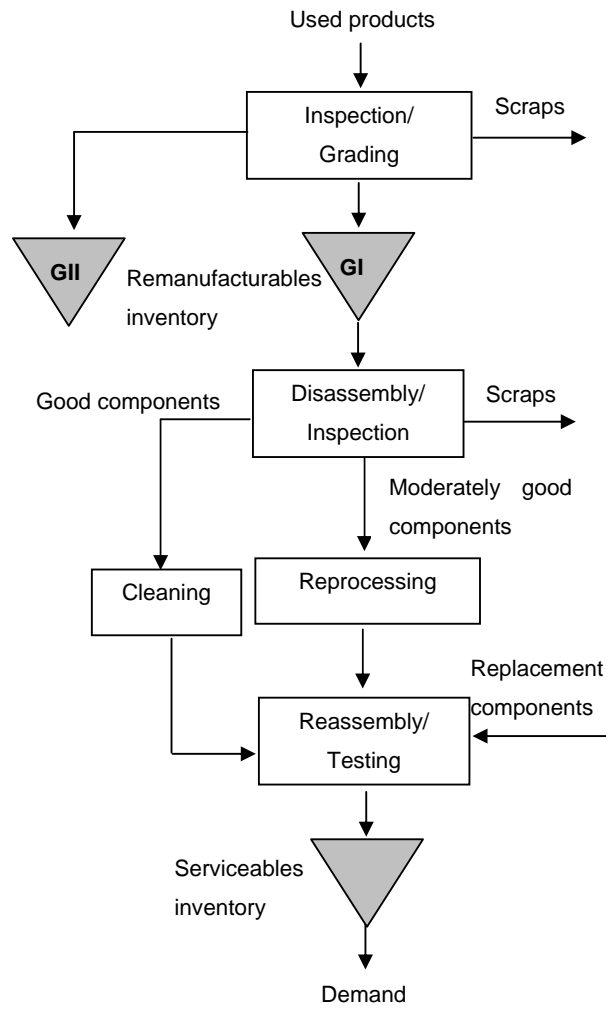 Used products
Inspection/
Grading
Scraps
GII
GI
Remanufacturables
inventory
Good components
Disassembly/
Inspection
Scraps
Moderately good
components
Cleaning
Reprocessing
Replacement
components
Reassembly/
Testing
Serviceables
inventory
Demand